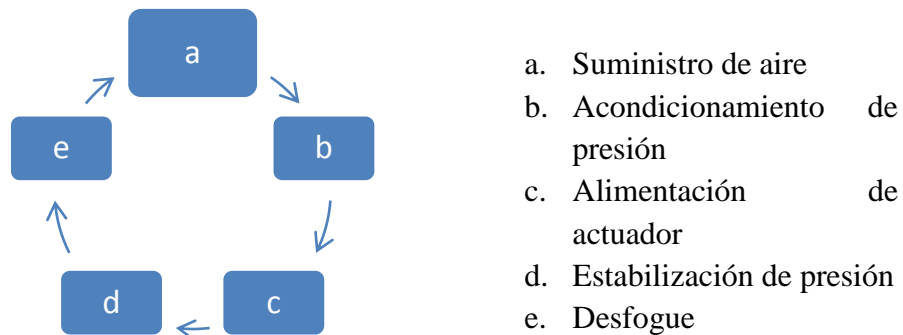 a
b
c
d
e
a. Suministro de aire
b. Acondicionamiento de
presión
c. Alimentación de
actuador
d. Estabilización de presión
e. Desfogue